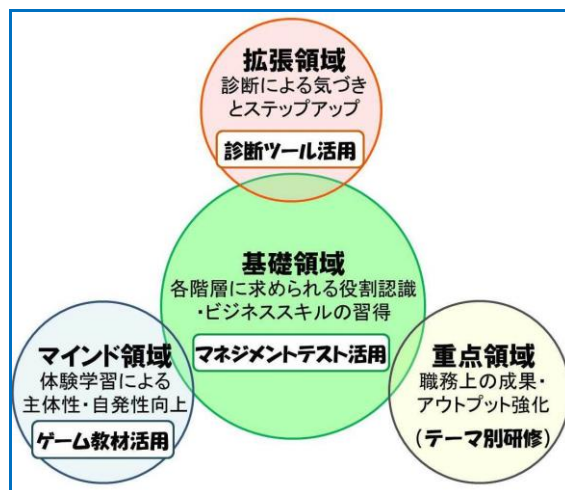 拡張領域
診断による気づき
とステップアップ
診断ツール活用
基礎領域
各階層に求められる役割認識
・ビジネススキルの習得
マネジメントテスト活用
マインド領域
体験学習による
主体性・自発性向上
ゲーム教材活用
重点領域
職務上の成果・
アウトプット強化
(テーマ別研修)